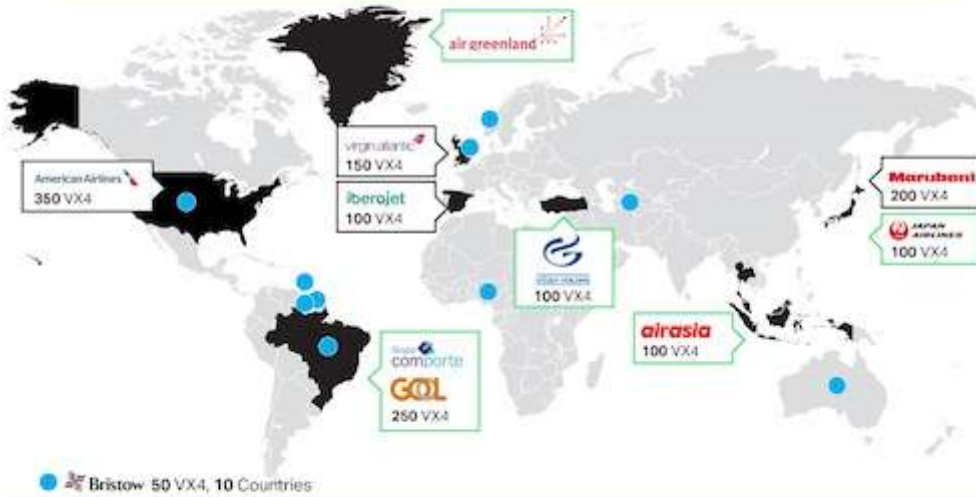 air greenland
virgin atlantic
150 VX4
American Airlines
350 VX4
iberojet
100 VX4
Marubeni
200 VX4
JAPAN
AIRLINES
100 VX4
100 VX4
airasia
100 VX4
Grupo
comporte
GOL
250 VX4
Bristow 50 VX4, 10 Countries